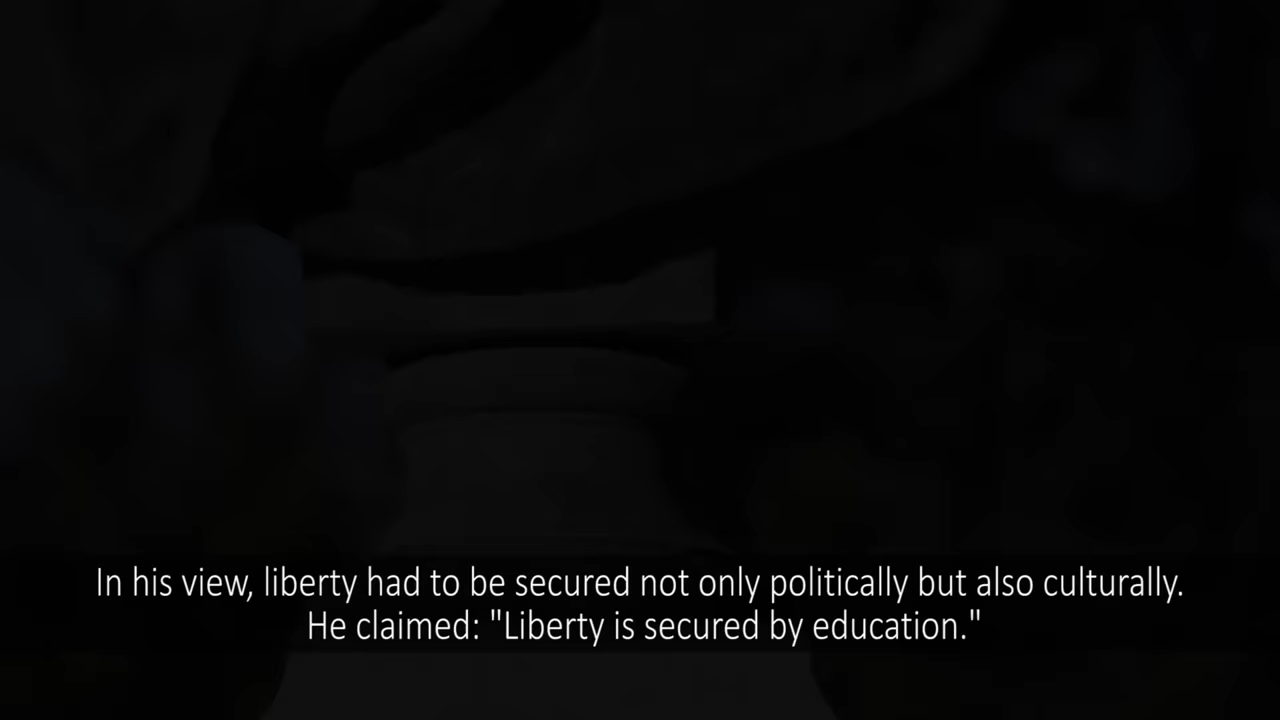 In his view, liberty had to be secured not only politically but also culturally.
He claimed: "Liberty is secured by education."